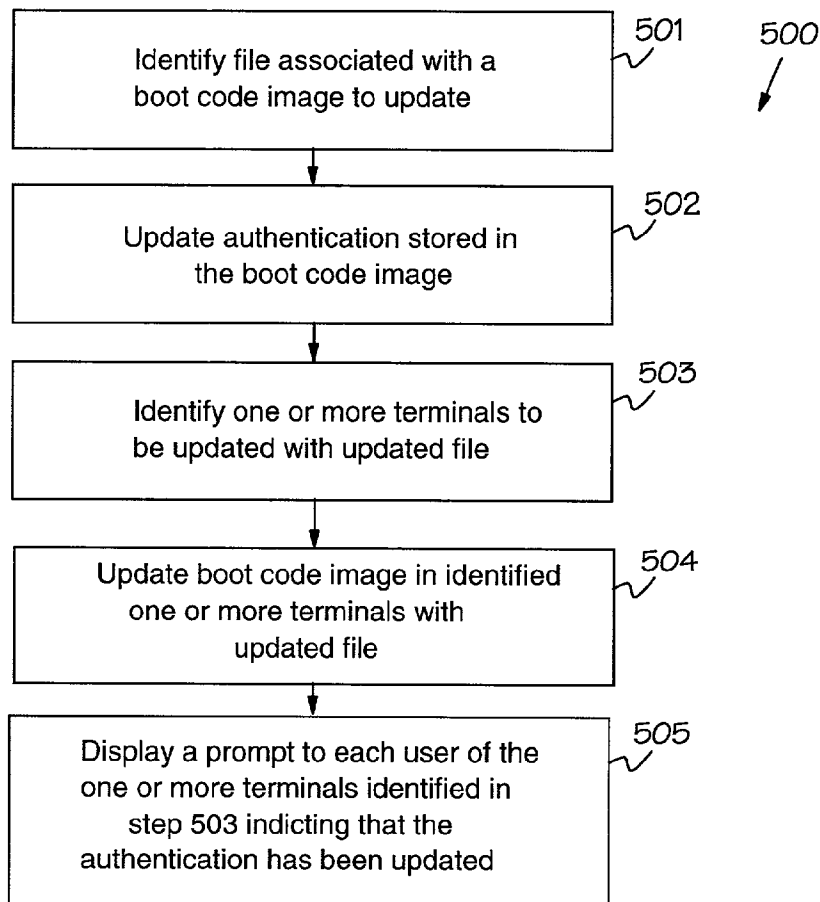 501
500
Identify file associated with a
boot code image to update
502
Update authentication stored in
the boot code image
503
Identify one or more terminals to
be updated with updated file
504
Update boot code image in identified
one or more terminals with
updated file
505
Display a prompt to each user of the
one or more terminals identified in
step 503 indicting that the
authentication has been updated